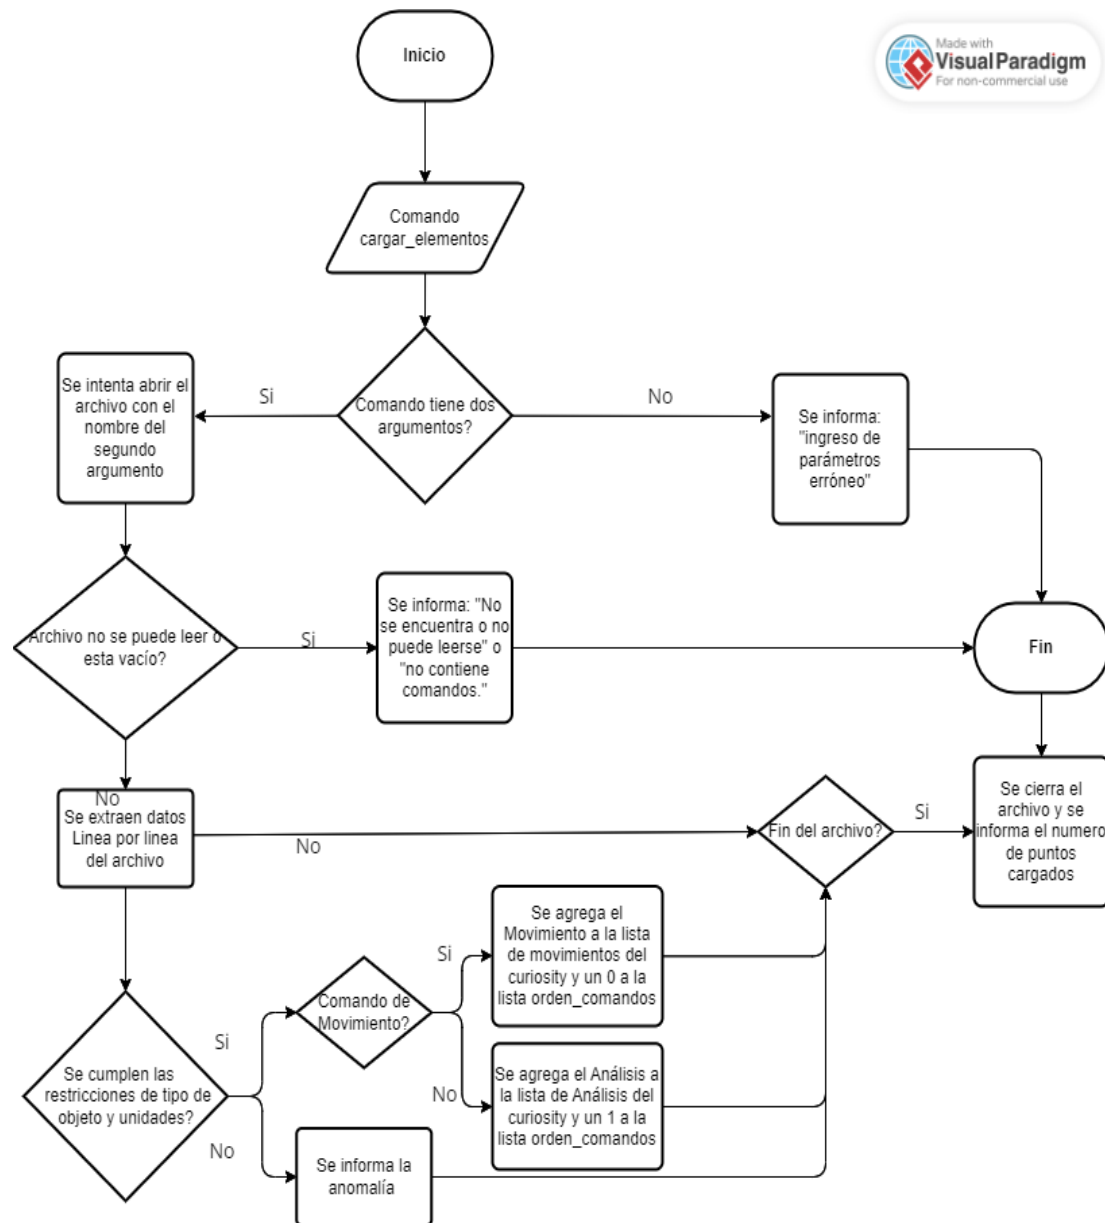 Inicio
Made with
Visual Paradigm
For non-commercial use
Comando
cargar_elementos
Se intenta abrir el
archivo con el
nombre del
segundo
argumento
Si
Comando tiene dos
argumentos?
No
Se informa:
"ingreso de
parámetros
erróneo"
Archivo no se puede leer o
esta vacío?
Si
Se informa: "No
se encuentra o no
puede leerse" o
"no contiene
comandos."
Fin
No
Se extraen datos
Linea por linea
del archivo
No
Fin del archivo?
Si
Se cierra el
archivo y se
informa el numero
de puntos
cargados
Se cumplen las
restricciones de tipo de
objeto y unidades?
Si
Comando de
Movimiento?
Si
Se agrega el
Movimiento a la lista
de movimientos del
curiosity y un 0 a la
lista orden_comandos
No
Se agrega el Análisis a
la lista de Análisis del
curiosity y un 1 a la
lista orden_comandos
No
Se informa la
anomalía